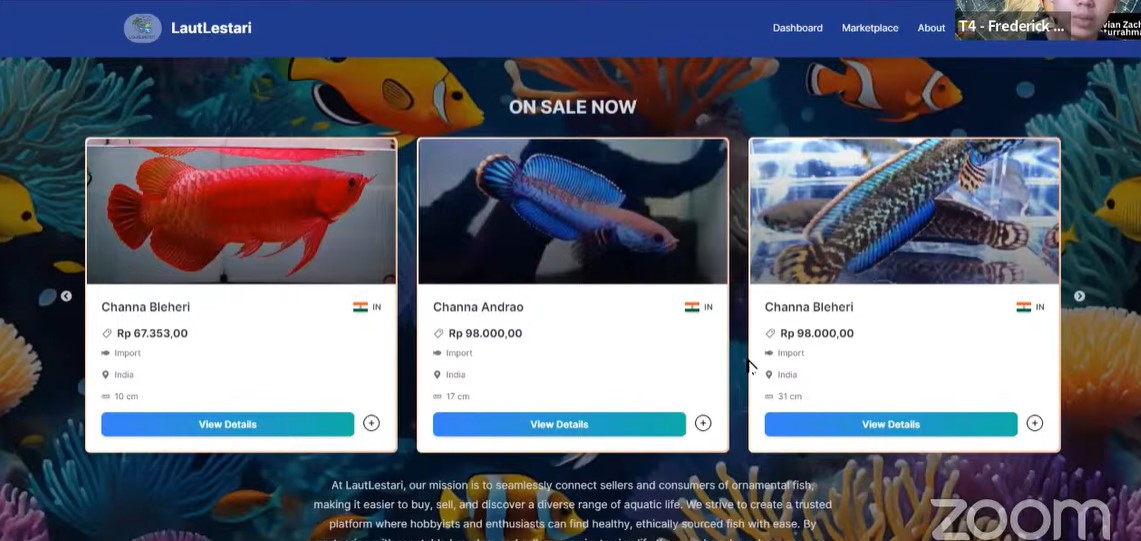 LautLestari
Dashboard Marketplace About
T4 - Frederick ...
vian Zach
ON SALE NOW
Channa Bleheri IN
Rp 67.353,00
Import
India
10 cm
View Details
Channa Andrao IN
Rp 98.000,00
Import
India
17 cm
View Details
Channa Bleheri IN
Rp 98.000,00
Import
India
31 cm
View Details
At LautLestari, our mission is to seamlessly connect sellers and consumers of ornamental fish,
making it easier to buy, sell, and discover a diverse range of aquatic life. We strive to create a trusted
platform where hobbyists and enthusiasts can find healthy, ethically sourced fish with ease. By
zoom